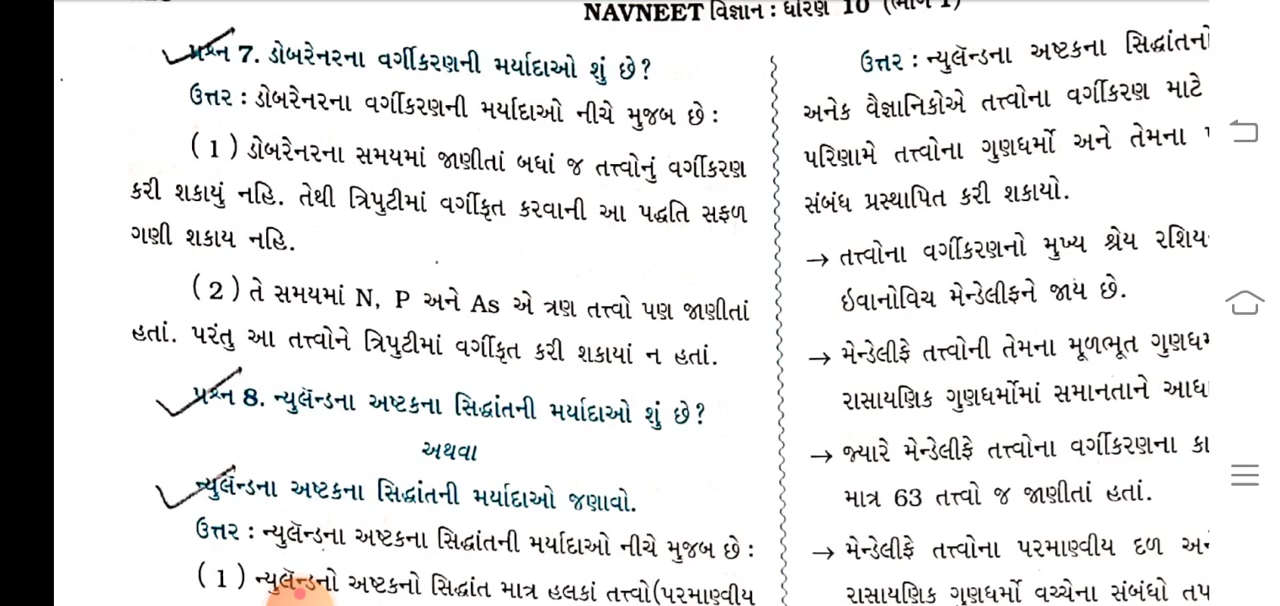 NAVNEET વિજ્ઞાન : ધોરણ 10 (ભાગ 1)
પ્રશ્ન 7. ડોબરેનરના વર્ગીકરણની મર્યાદાઓ શું છે?
ઉત્તર : ડોબરેનરના વર્ગીકરણની મર્યાદાઓ નીચે મુજબ છે :
(1) ડોબરેનરના સમયમાં જાણીતાં બધાં જ તત્ત્વોનું વર્ગીકરણ
કરી શકાયું નહિ. તેથી ત્રિપુટીમાં વર્ગીકૃત કરવાની આ પદ્ધતિ સફળ
ગણી શકાય નહિ.
(2) તે સમયમાં N, P અને As એ ત્રણ તત્ત્વો પણ જાણીતાં
હતાં. પરંતુ આ તત્ત્વોને ત્રિપુટીમાં વર્ગીકૃત કરી શકાયાં ન હતાં.
પ્રશ્ન 8. ન્યુલૅન્ડના અષ્ટકના સિદ્ધાંતની મર્યાદાઓ શું છે?
અથવા
ન્યુલૅન્ડના અષ્ટકના સિદ્ધાંતની મર્યાદાઓ જણાવો.
ઉત્તર : ન્યુલૅન્ડના અષ્ટકના સિદ્ધાંતની મર્યાદાઓ નીચે મુજબ છે :
(1) ન્યુલૅન્ડનો અષ્ટકનો સિદ્ધાંત માત્ર હલકાં તત્ત્વો(પરમાણ્વીય
ઉત્તર : ન્યુલૅન્ડના અષ્ટકના સિદ્ધાંતનો
અનેક વૈજ્ઞાનિકોએ તત્ત્વોના વર્ગીકરણ માટે
પરિણામે તત્ત્વોના ગુણધર્મો અને તેમના
સંબંધ પ્રસ્થાપિત કરી શકાયો.
→ તત્ત્વોના વર્ગીકરણનો મુખ્ય શ્રેય રશિય
ઇવાનોવિચ મેન્ડેલીફને જાય છે.
→ મેન્ડેલીફે તત્ત્વોની તેમના મૂળભૂત
રાસાયણિક ગુણધર્મોમાં સમાનતાને
→ જ્યારે મેન્ડેલીફે તત્ત્વોના વર્ગીકરણના કા
માત્ર 63 તત્ત્વો જ જાણીતાં હતાં.
→ મેન્ડેલીફે તત્ત્વોના પરમાણ્વીય દળ
રાસાયણિક ગુણધર્મો વચ્ચેના સંબંધો